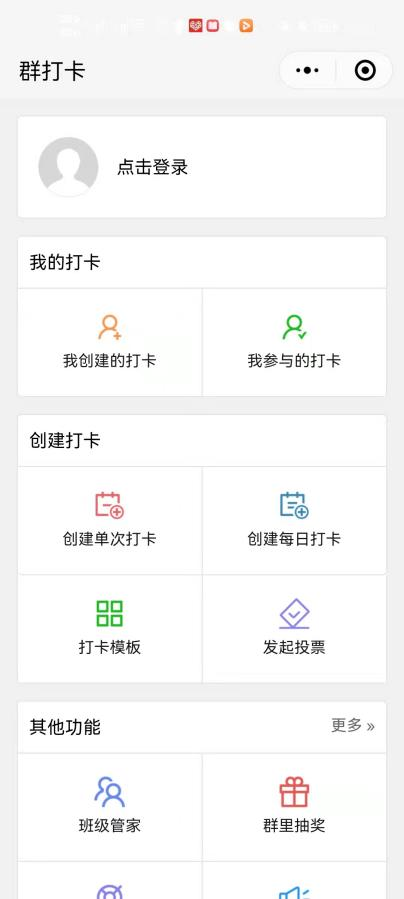 群打卡
点击登录
我的打卡
我创建的打卡
我参与的打卡
创建打卡
创建单次打卡
创建每日打卡
打卡模板
发起投票
其他功能
更多 »
班级管家
群里抽奖